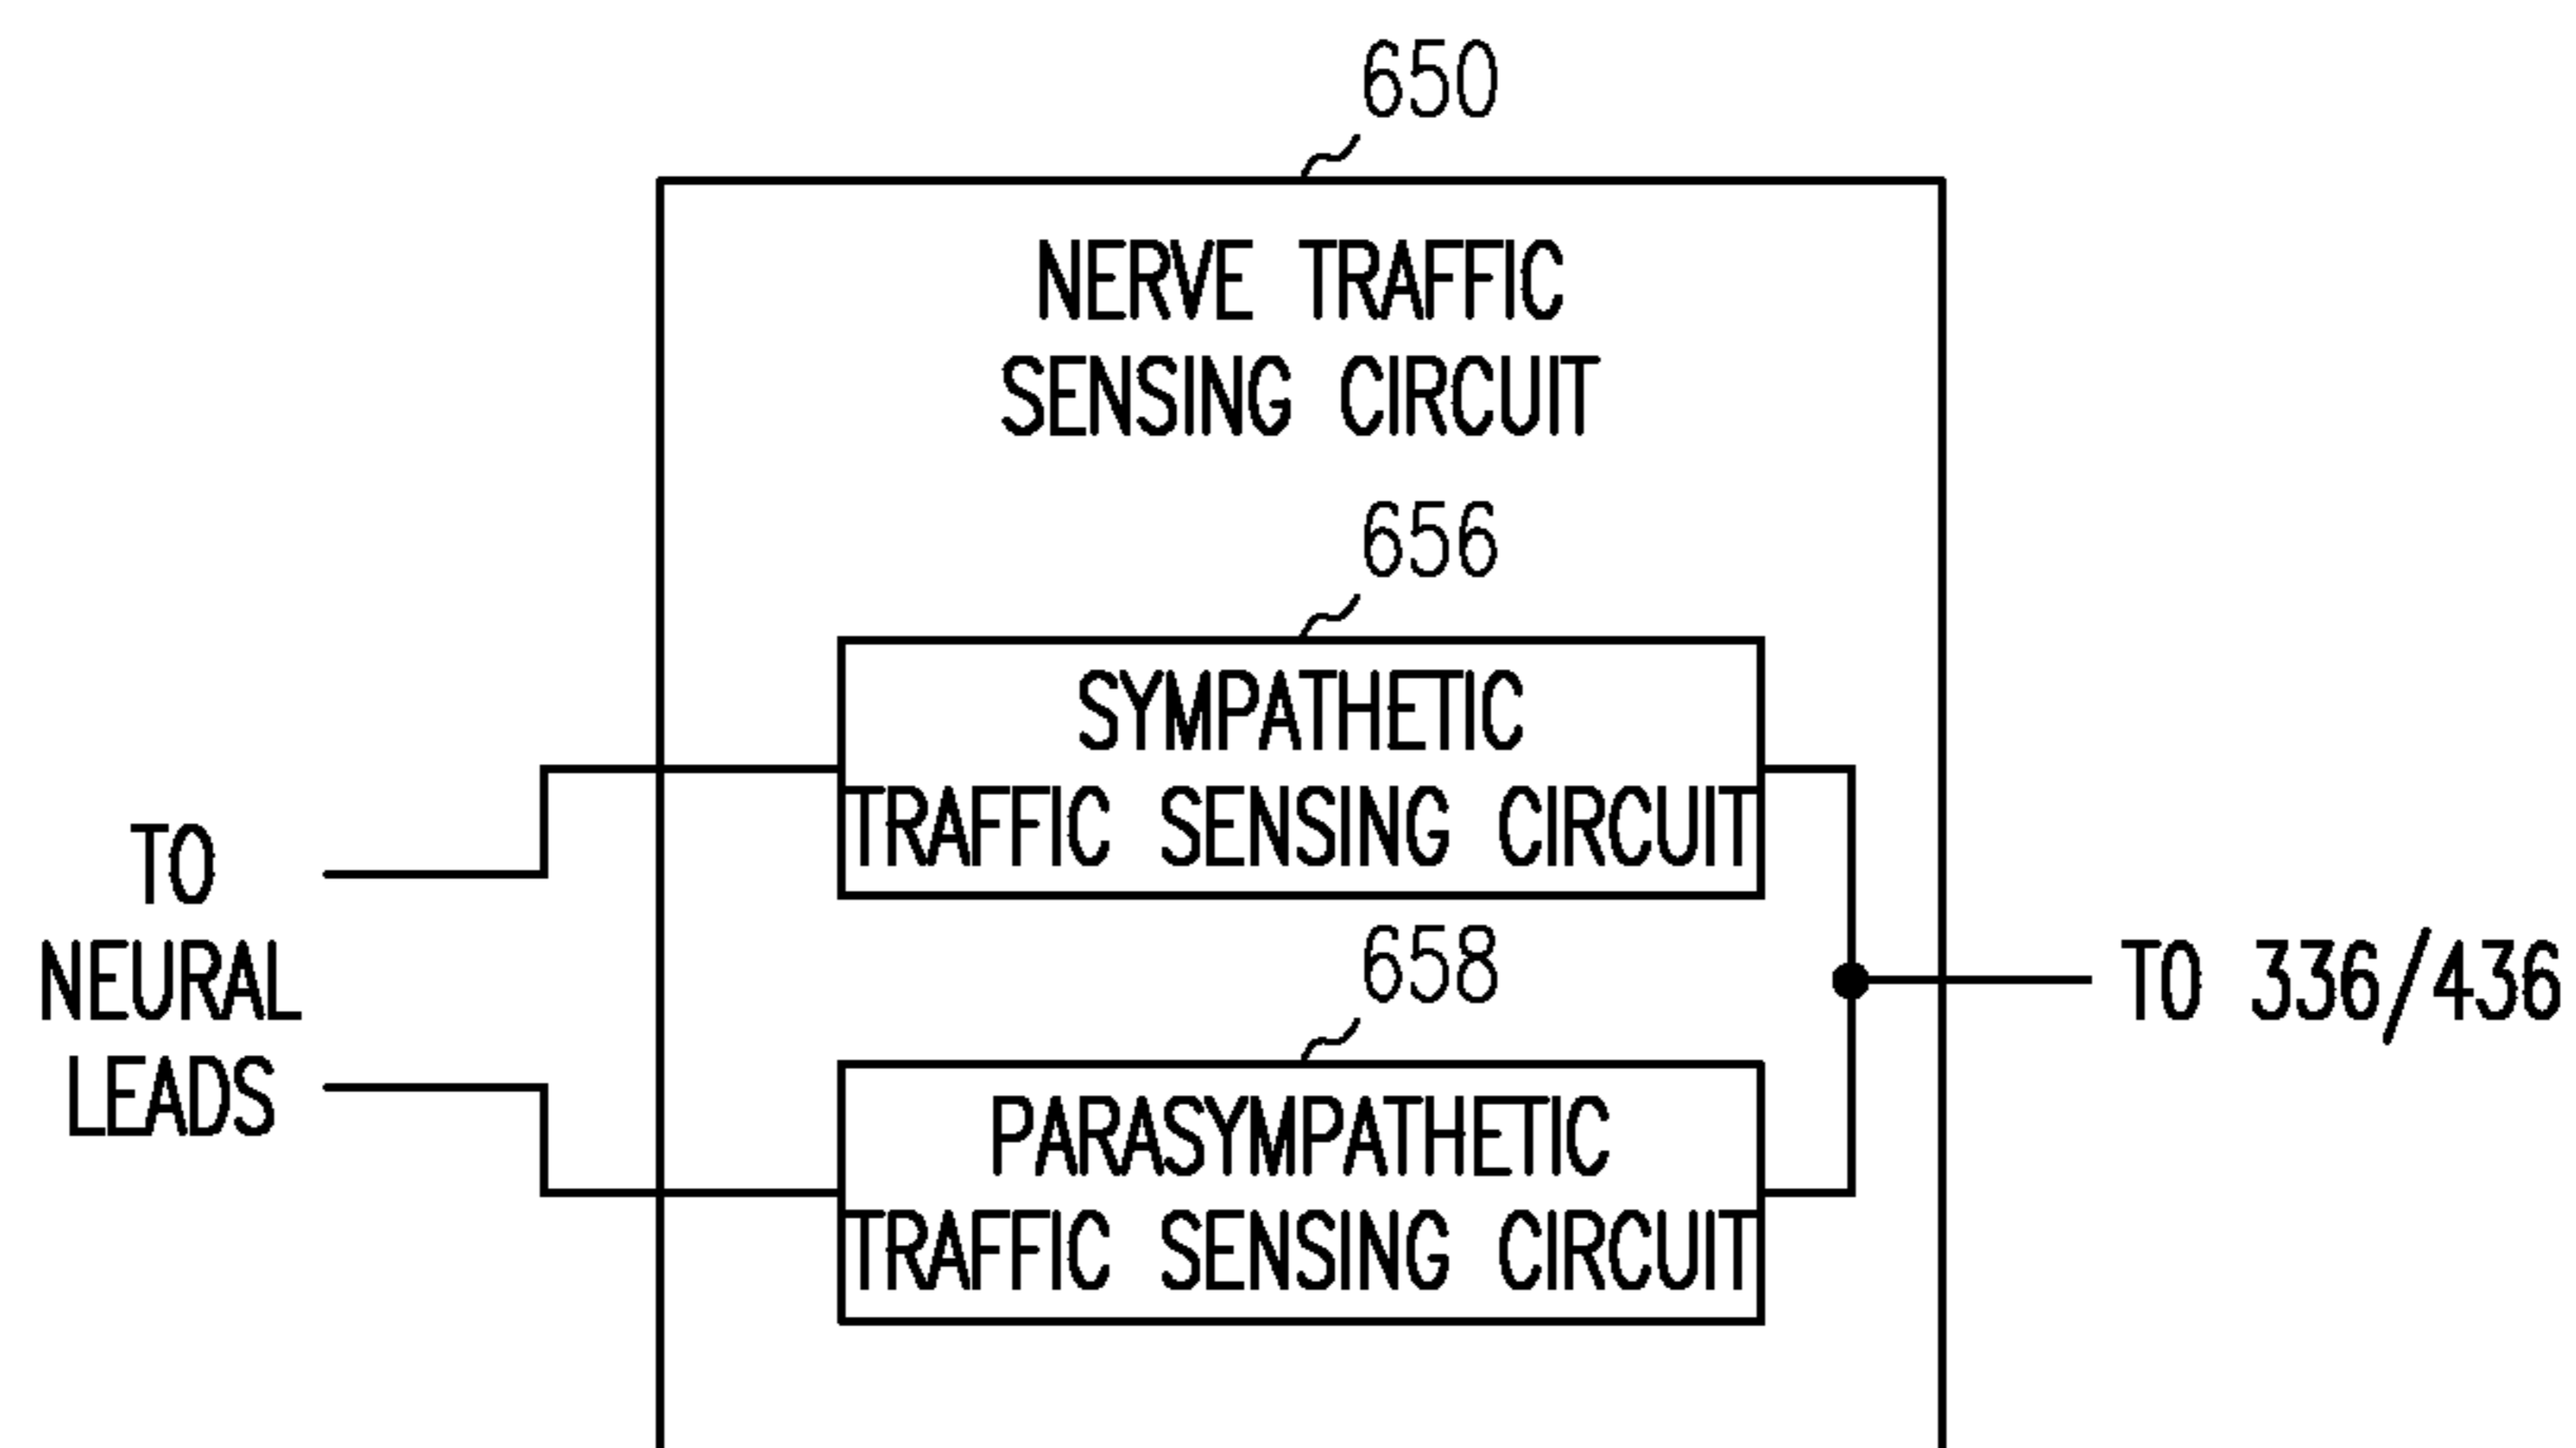 650
NERVE TRAFFIC
SENSING CIRCUIT
656
SYMPATHETIC
TRAFFIC SENSING CIRCUIT
TO
NEURAL
LEADS
658
TO 336/436
PARASYMPATHETIC
TRAFFIC SENSING CIRCUIT